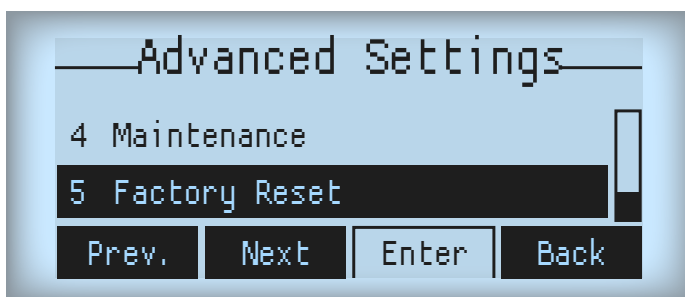 Advanced Settings
4 Maintenance
5 Factory Reset
Prev. Next Enter Back